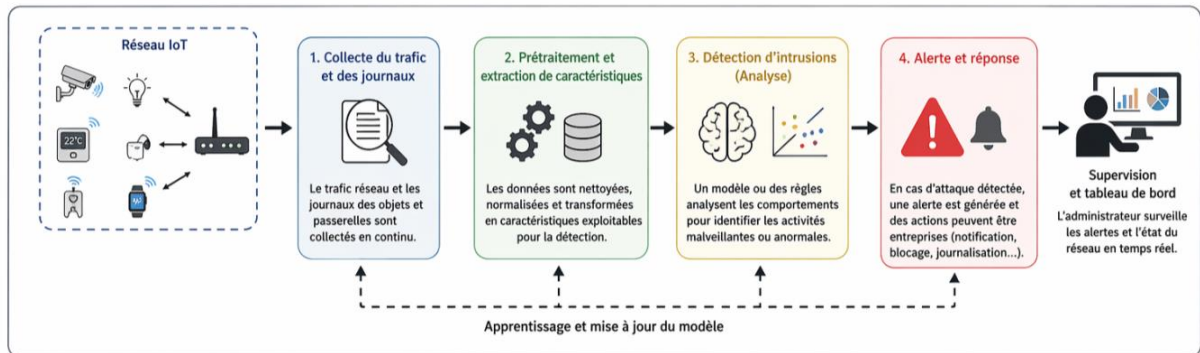 Réseau IoT
22°C
1. Collecte du trafic
et des journaux
Le trafic réseau et les
journaux des objets et
passerelles sont
collectés en continu.
2. Prétraitement et
extraction de caractéristiques
Les données sont nettoyées,
normalisées et transformées
en caractéristiques exploitables
pour la détection.
3. Détection d'intrusions
(Analyse)
Un modèle ou des règles
analysent les comportements
pour identifier les activités
malveillantes ou anormales.
4. Alerte et réponse
En cas d'attaque détectée,
une alerte est générée et
des actions peuvent être
entreprises (notification,
blocage, journalisation...).
Supervision
et tableau de bord
L'administrateur surveille
les alertes et l'état du
réseau en temps réel.
Apprentissage et mise à jour du modèle